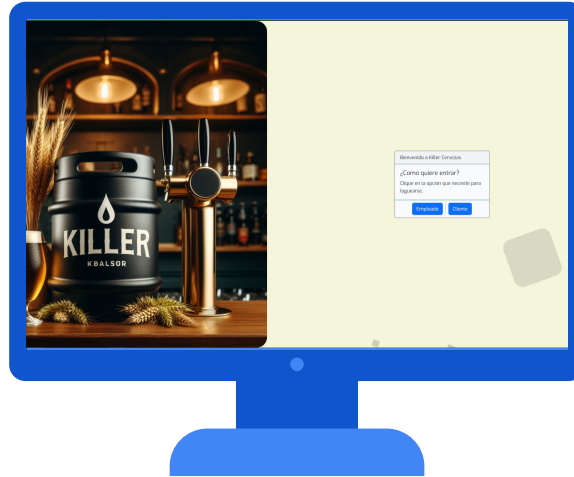 KILLER
KBALSOR
Bienvenido a Killer Cervezas
¿Como quiere entrar?
Clique en la opcion que necesite para
loguearse.
Empleado
Cliente